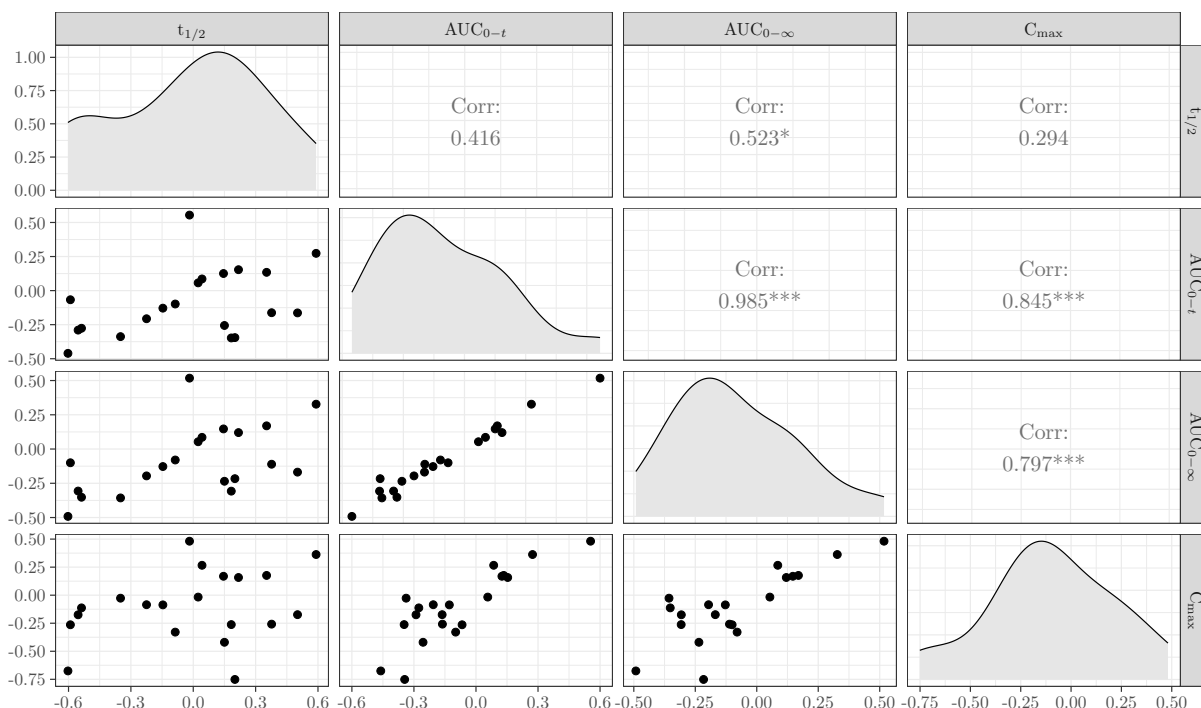 t1/2 AUC0−t AUC0−∞ Cmax
1.00
0.75
0.50
0.25
0.00
Corr:
0.416
Corr:
0.523*
Corr:
0.294
t1/2
0.50
0.25
0.00
-0.25
-0.50
Corr:
0.985***
Corr:
0.845***
AUC0−t
0.50
0.25
0.00
-0.25
-0.50
Corr:
0.797***
AUC0−∞
0.50
0.25
0.00
-0.25
-0.50
-0.75
Cmax
-0.6 -0.3 0.0 0.3 0.6
-0.6 -0.3 0.0 0.3 0.6
-0.50 -0.25 0.00 0.25 0.50
-0.75 -0.50 -0.25 0.00 0.25 0.50